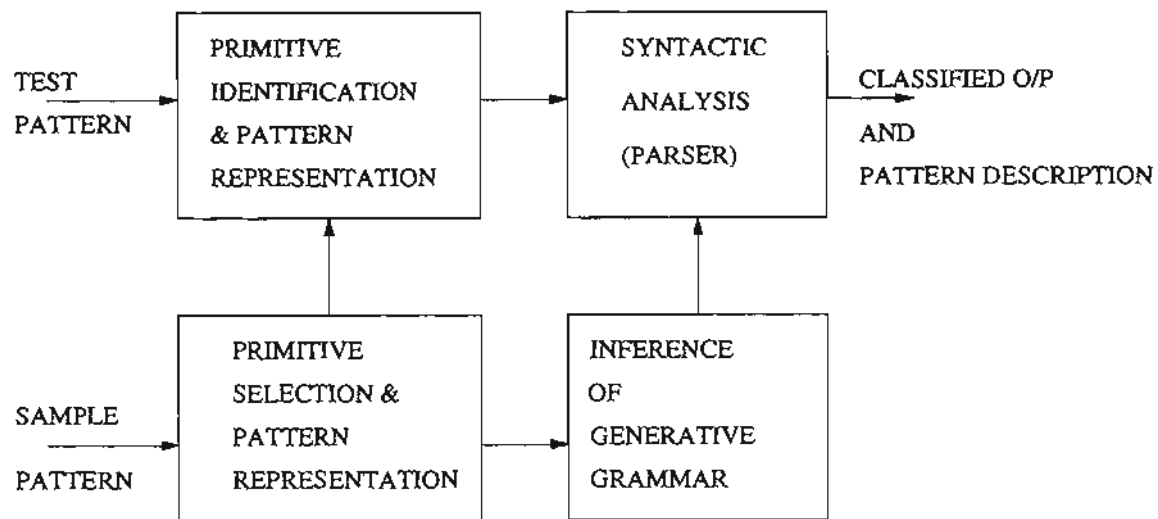 TEST
PATTERN
PRIMITIVE
IDENTIFICATION
& PATTERN
REPRESENTATION
SYNTACTIC
ANALYSIS
(PARSER)
CLASSIFIED O/P
AND
PATTERN DESCRIPTION
SAMPLE
PATTERN
PRIMITIVE
SELECTION &
PATTERN
REPRESENTATION
INFERENCE
OF
GENERATIVE
GRAMMAR